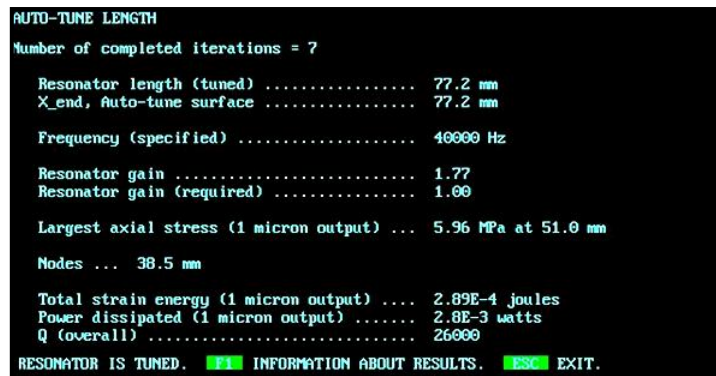 AUTO-TUNE LENGTH
Number of completed iterations = 7
Resonator length (tuned) ................. 77.2 mm
X_end, Auto-tune surface ................. 77.2 mm
Frequency (specified) .................... 40000 Hz
Resonator gain ........................... 1.77
Resonator gain (required) ................ 1.00
Largest axial stress (1 micron output) ... 5.96 MPa at 51.0 mm
Nodes ... 38.5 mm
Total strain energy (1 micron output) .... 2.89E-4 joules
Power dissipated (1 micron output) ....... 2.8E-3 watts
Q (overall) .............................. 26000
RESONATOR IS TUNED. F1 INFORMATION ABOUT RESULTS. ESC EXIT.